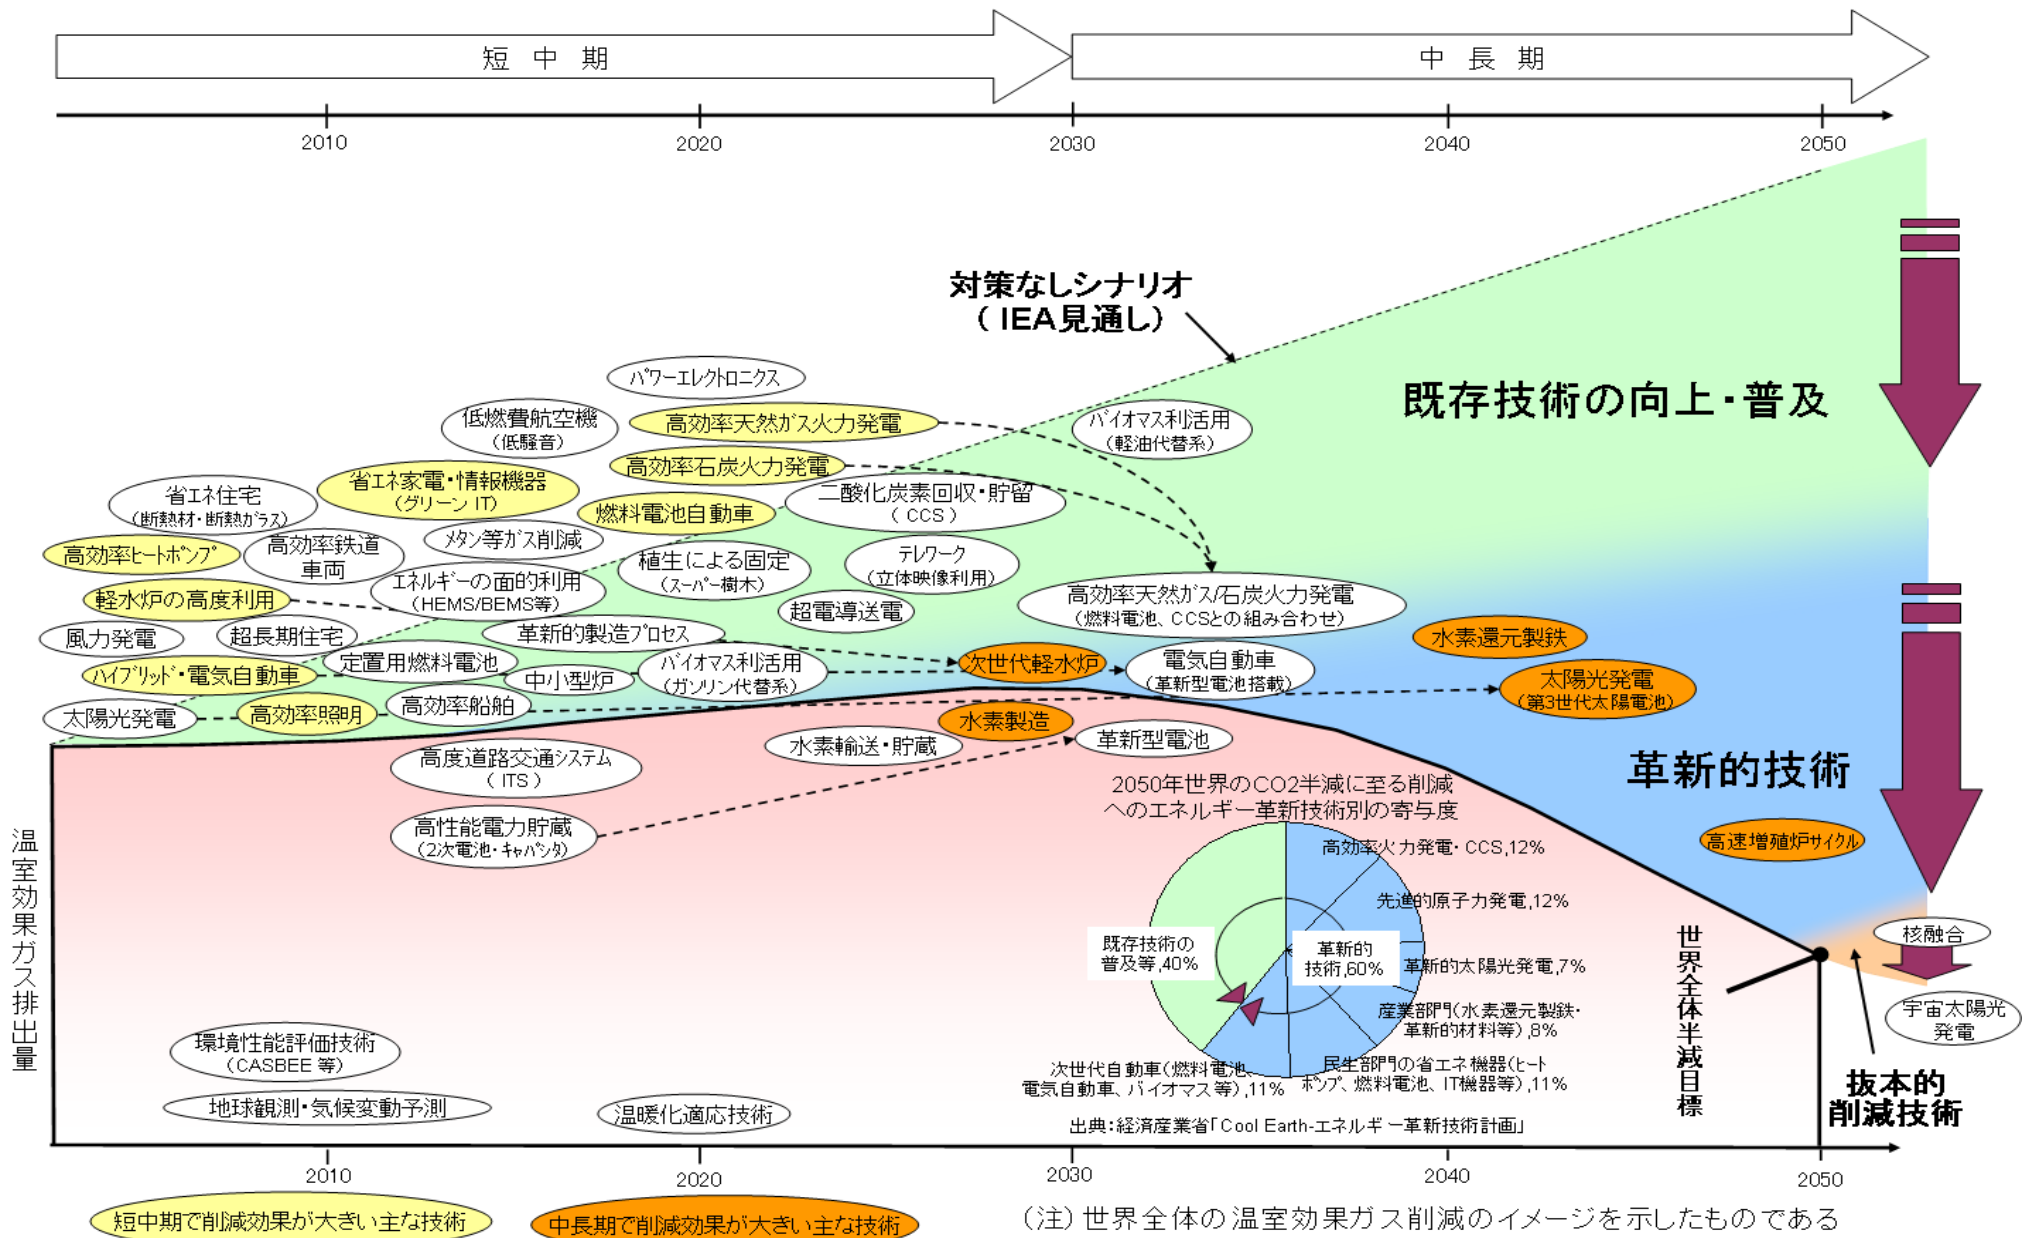 短中期
中長期
2010
2020
2030
2040
2050
対策なしシナリオ
（IEA見通し）
パワーエレクトロニクス
既存技術の向上・普及
低燃費航空機
（低騒音）
高効率天然ガス火力発電
バイオマス利活用
（軽油代替系）
高効率石炭火力発電
省エネ家電・情報機器
（グリーンIT）
省エネ住宅
（断熱材・断熱ガラス）
二酸化炭素回収・貯留
（CCS）
燃料電池自動車
メタン等ガス削減
高効率ヒートポンプ
高効率鉄道
車両
植生による固定
（スーパー樹木）
テレワーク
（立体映像利用）
エネルギーの面的利用
（HEMS/BEMS等）
軽水炉の高度利用
高効率天然ガス/石炭火力発電
（燃料電池、CCSとの組み合わせ）
超電導送電
風力発電
超長期住宅
革新的製造プロセス
水素還元製鉄
定置用燃料電池
バイオマス利活用
（ガソリン代替系）
次世代軽水炉
電気自動車
（革新型電池搭載）
ハイブリッド・電気自動車
中小型炉
太陽光発電
（第3世代太陽電池）
太陽光発電
高効率照明
高効率船舶
水素製造
水素輸送・貯蔵
革新型電池
高度道路交通システム
（ITS）
革新的技術
2050年世界のCO2半減に至る削減
へのエネルギー革新技術別の寄与度
高性能電力貯蔵
（2次電池・キャパシタ）
高速増殖炉サイクル
温室効果ガス排出量
高効率火力発電・CCS,12%
先進的原子力発電,12%
既存技術の
普及等,40%
革新的
技術,60%
革新的太陽光発電,7%
産業部門（水素還元製鉄・
革新的材料等）,8%
民生部門の省エネ機器（ヒート
ポンプ、燃料電池、IT機器等）,11%
次世代自動車（燃料電池、
電気自動車、バイオマス等）,11%
出典：経済産業省「Cool Earth-エネルギー革新技術計画」
世界全体半減目標
核融合
宇宙太陽光
発電
抜本的
削減技術
環境性能評価技術
（CASBEE等）
地球観測・気候変動予測
温暖化適応技術
2010
2020
2030
2040
2050
短中期で削減効果が大きい主な技術
中長期で削減効果が大きい主な技術
（注）世界全体の温室効果ガス削減のイメージを示したものである